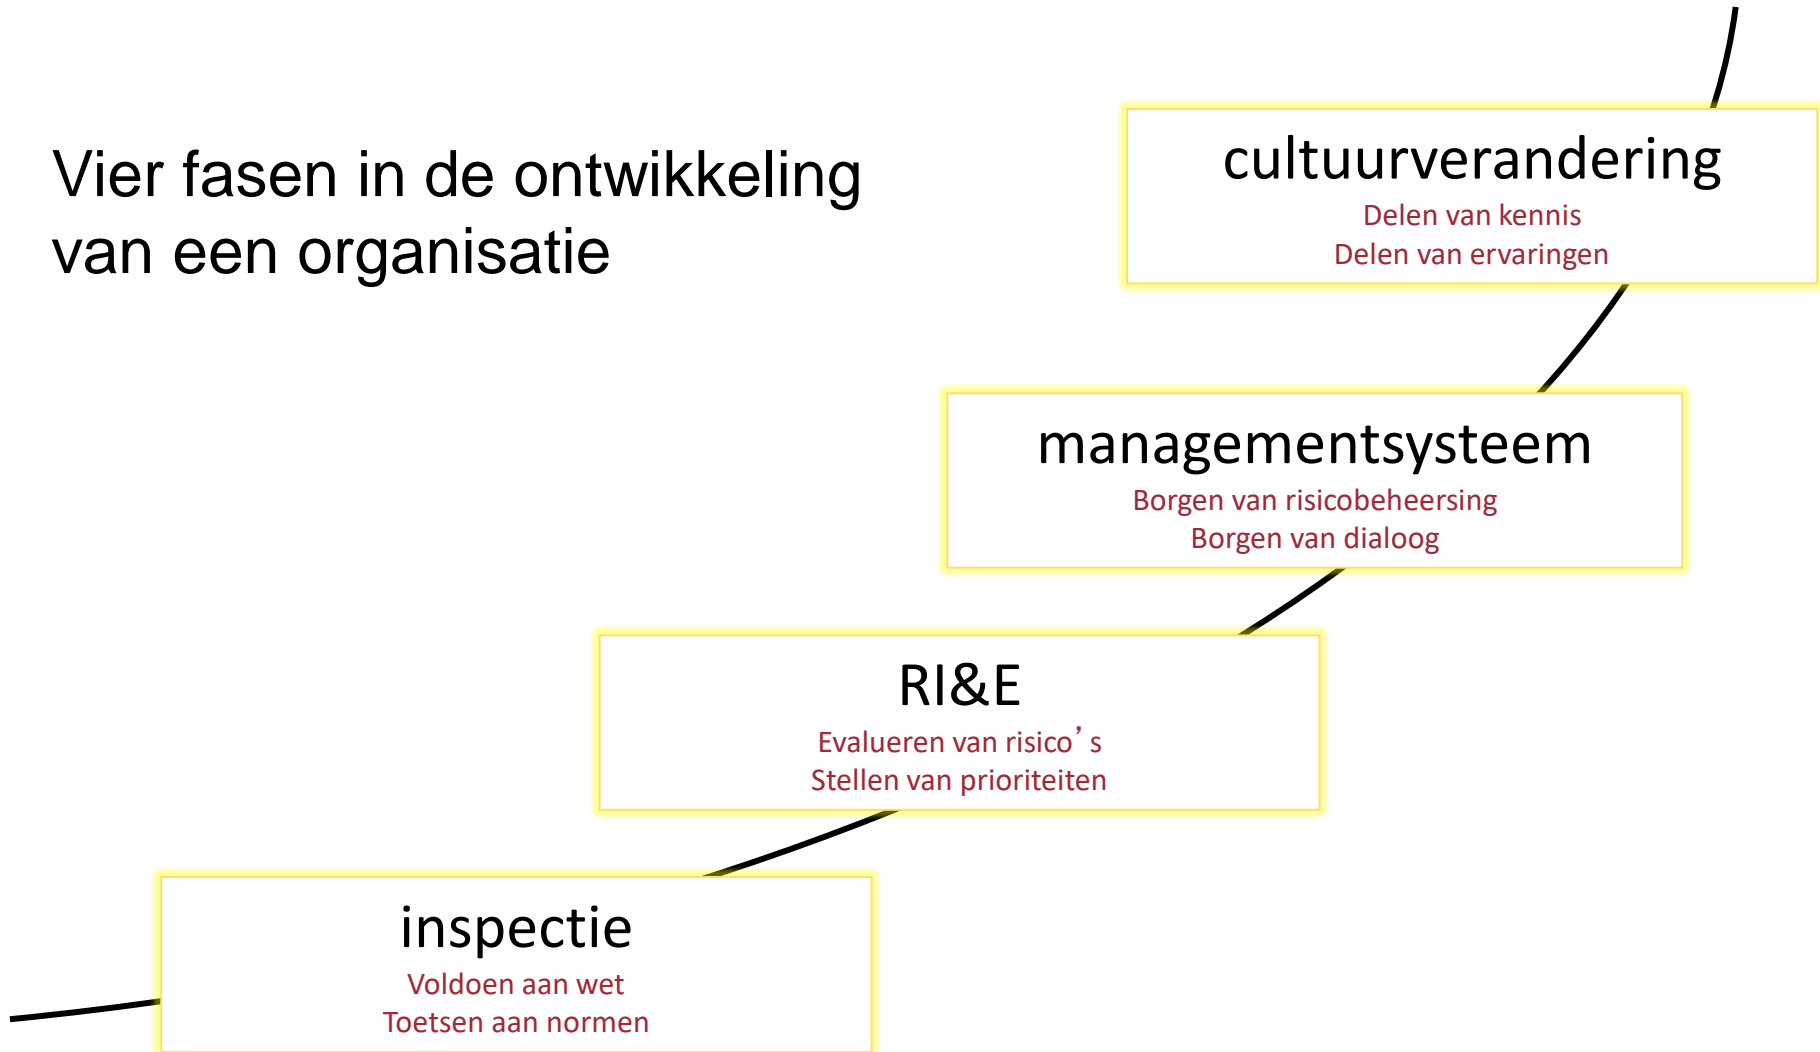 Vier fasen in de ontwikkeling
van een organisatie
cultuurverandering
Delen van kennis
Delen van ervaringen
managementsysteem
Borgen van risicobeheersing
Borgen van dialoog
RI&E
Evalueren van risico’s
Stellen van prioriteiten
inspectie
Voldoen aan wet
Toetsen aan normen